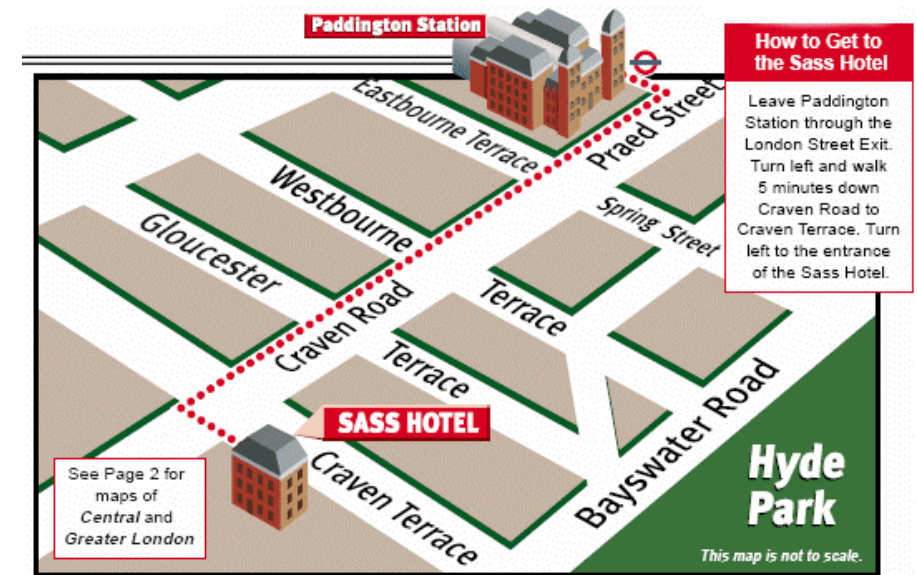 Paddington Station
How to Get to
the Sass Hotel
Leave Paddington
Station through the
London Street Exit.
Turn left and walk
5 minutes down
Craven Road to
Craven Terrace. Turn
left to the entrance
of the Sass Hotel.
Eastbourne Terrace
Praed Street
Westbourne
Spring Street
Gloucester
Terrace
Craven Road
Terrace
SASS HOTEL
Bayswater Road
Craven Terrace
Hyde
Park
See Page 2 for
maps of
Central and
Greater London
This map is not to scale.